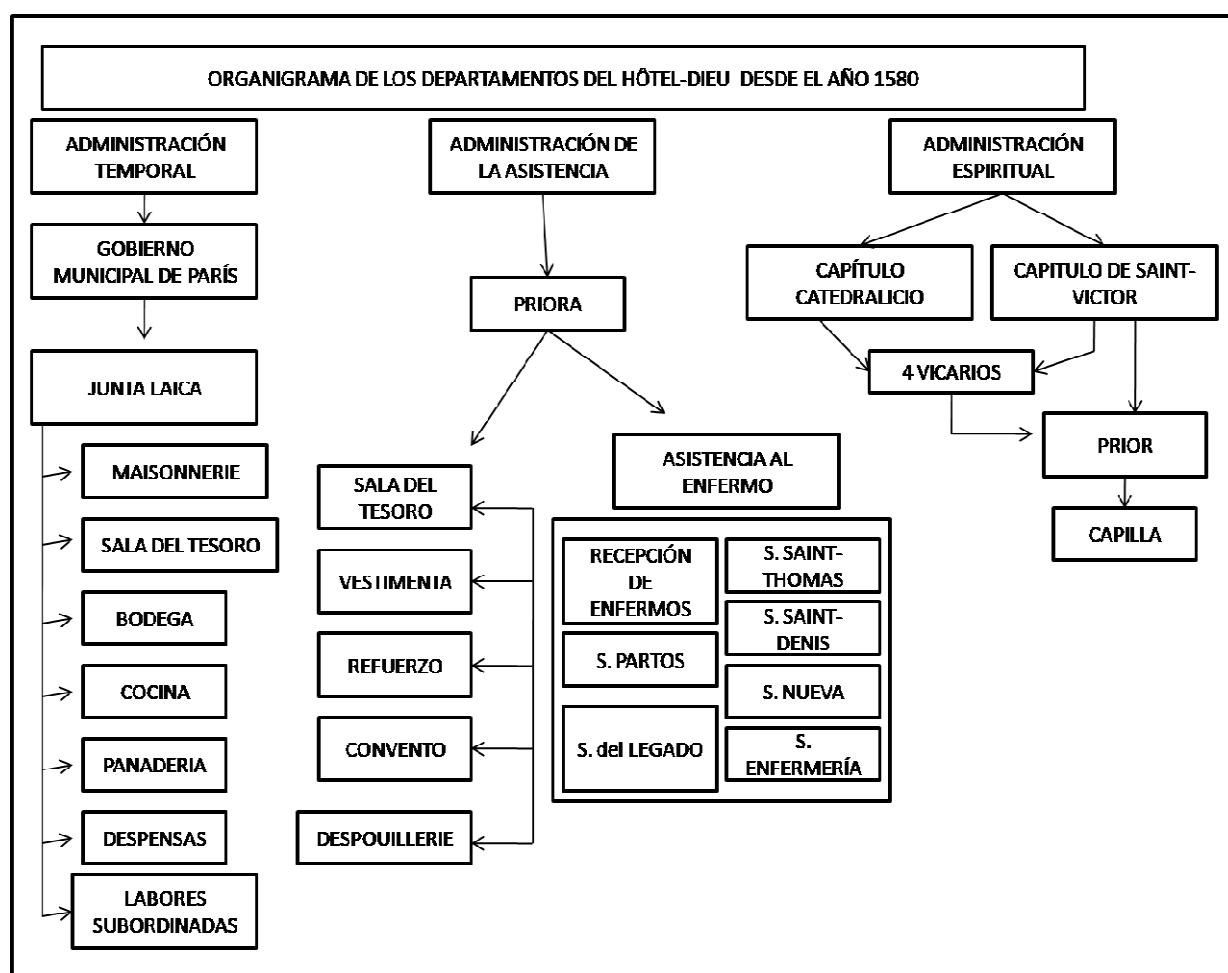 ORGANIGRAMA DE LOS DEPARTAMENTOS DEL HÔTEL-DIEU DESDE EL AÑO 1580
ADMINISTRACIÓN
TEMPORAL
GOBIERNO
MUNICIPAL DE PARÍS
JUNTA LAICA
MAISONNERIE
SALA DEL TESORO
BODEGA
COCINA
PANADERIA
DESPENSAS
LABORES
SUBORDINADAS
ADMINISTRACIÓN DE
LA ASISTENCIA
PRIORA
SALA DEL
TESORO
VESTIMENTA
REFUERZO
CONVENTO
DESPOUILLERIE
ASISTENCIA AL
ENFERMO
RECEPCIÓN
DE
ENFERMOS
S. PARTOS
S. del LEGADO
S. SAINT-
THOMAS
S. SAINT-
DENIS
S. NUEVA
S.
ENFERMERÍA
ADMINISTRACIÓN
ESPIRITUAL
CAPÍTULO
CATEDRALICIO
CAPITULO DE SAINT-
VICTOR
4 VICARIOS
PRIOR
CAPILLA